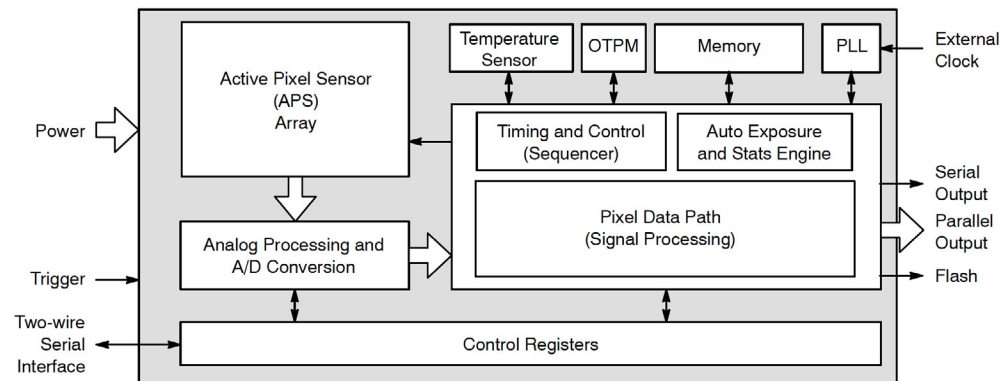 Temperature
Sensor
OTPM
Memory
PLL
External
Clock
Active Pixel Sensor
(APS)
Array
Power
Timing and Control
(Sequencer)
Auto Exposure
and Stats Engine
Serial
Output
Pixel Data Path
(Signal Processing)
Parallel
Output
Analog Processing and
A/D Conversion
Trigger
Flash
Two-wire
Serial
Interface
Control Registers